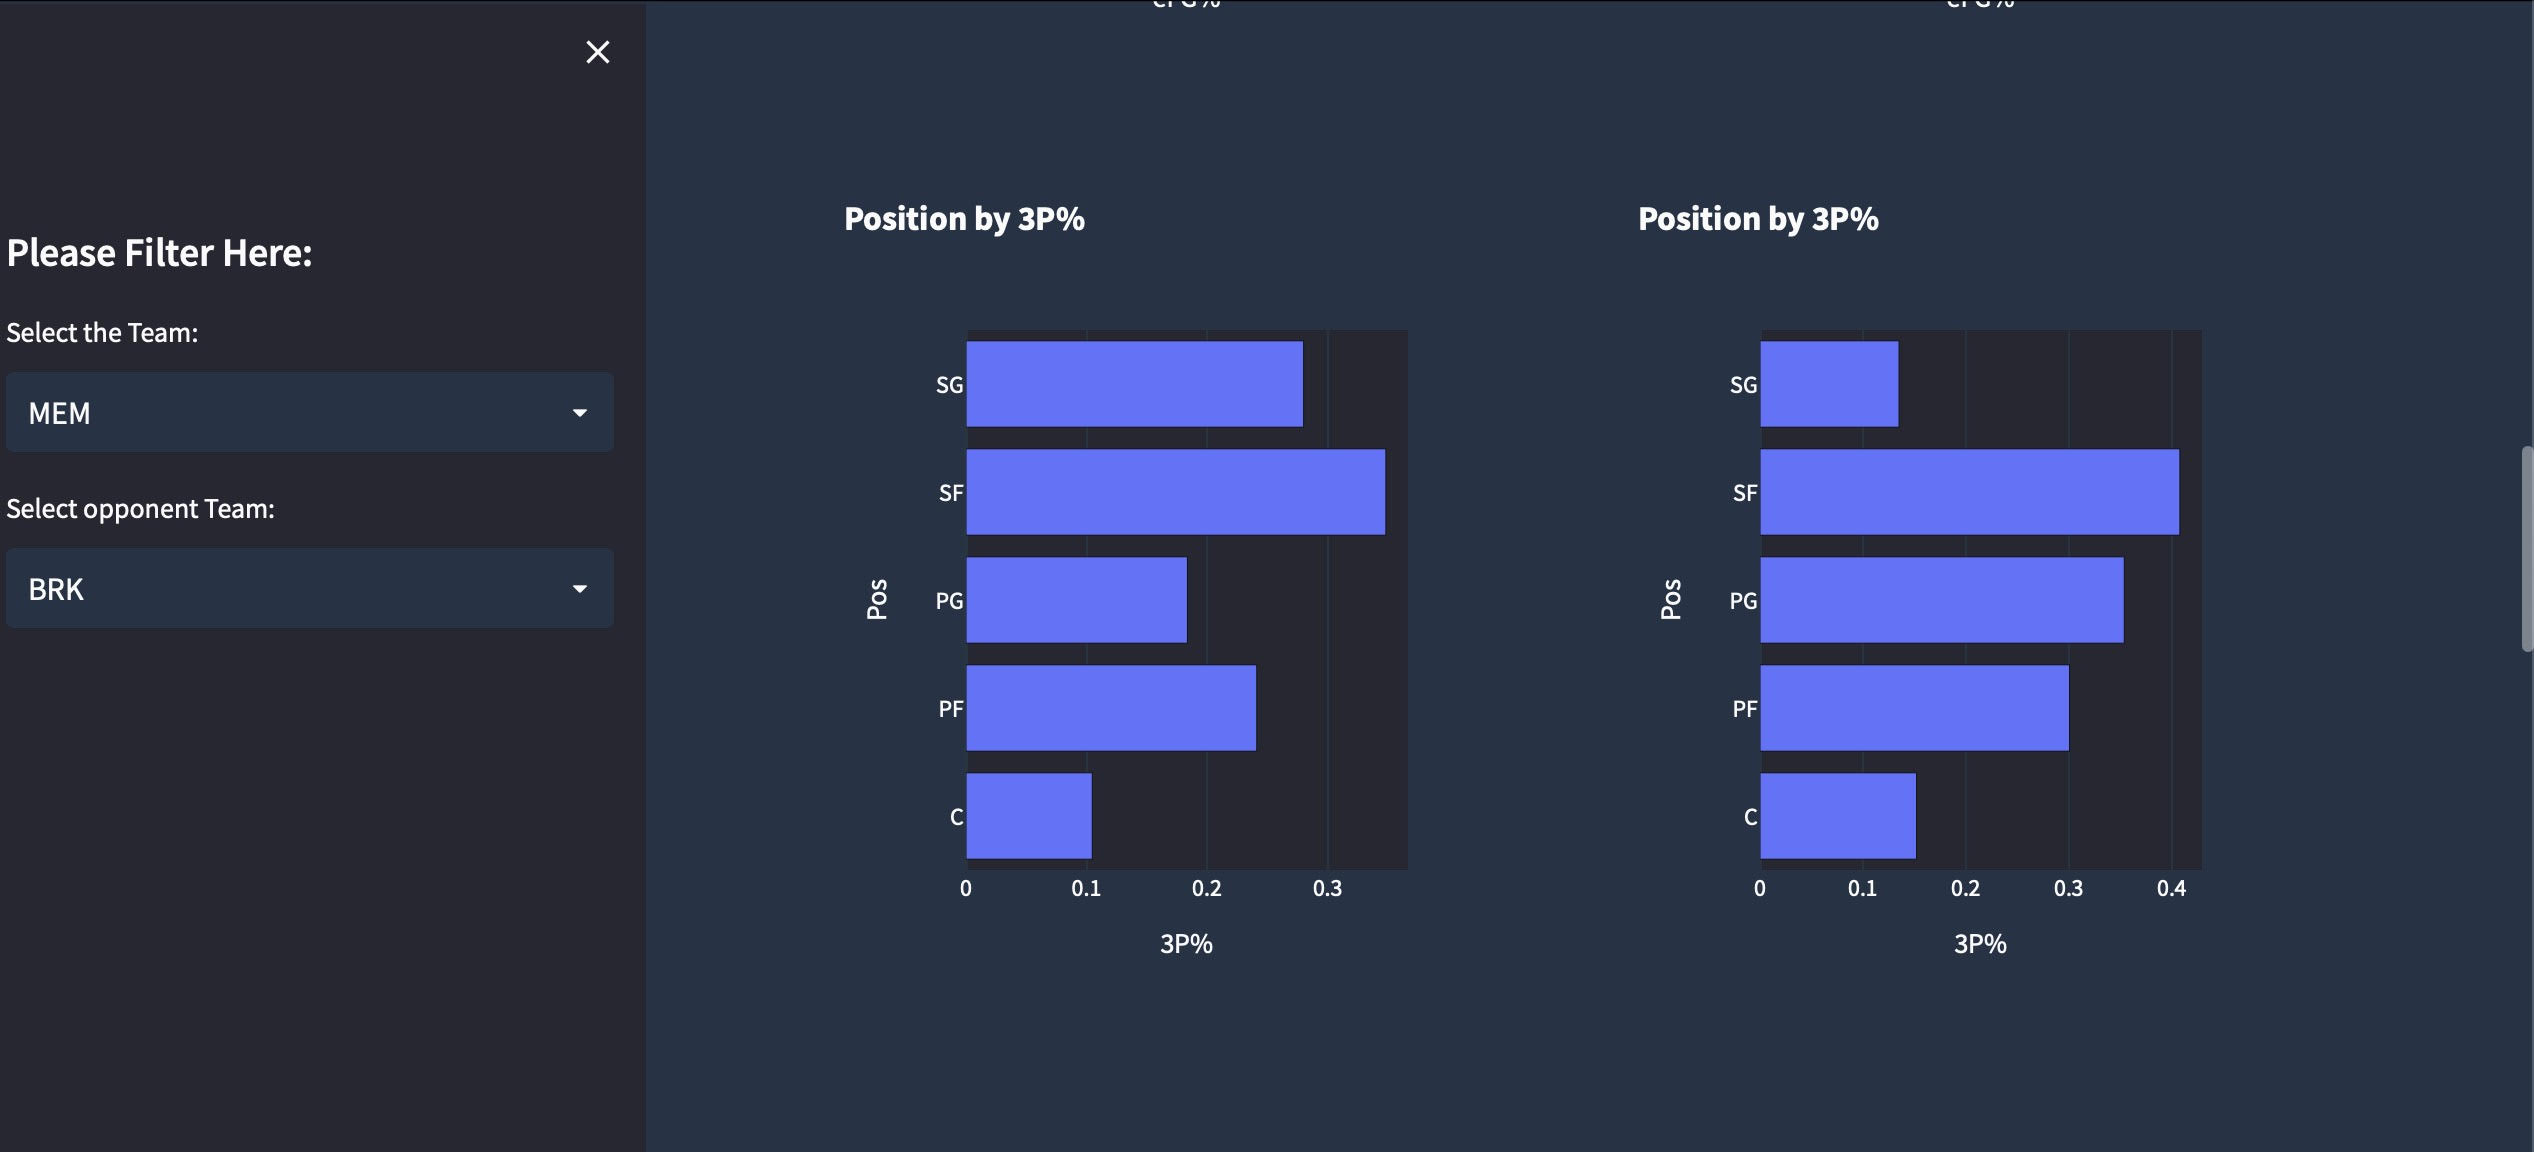 Please Filter Here:
Select the Team:
MEM
Select opponent Team:
BRK
Position by 3P%
SG
SF
PG
PF
C
Pos
0 0.1 0.2 0.3
3P%
Position by 3P%
SG
SF
PG
PF
C
Pos
0 0.1 0.2 0.3 0.4
3P%